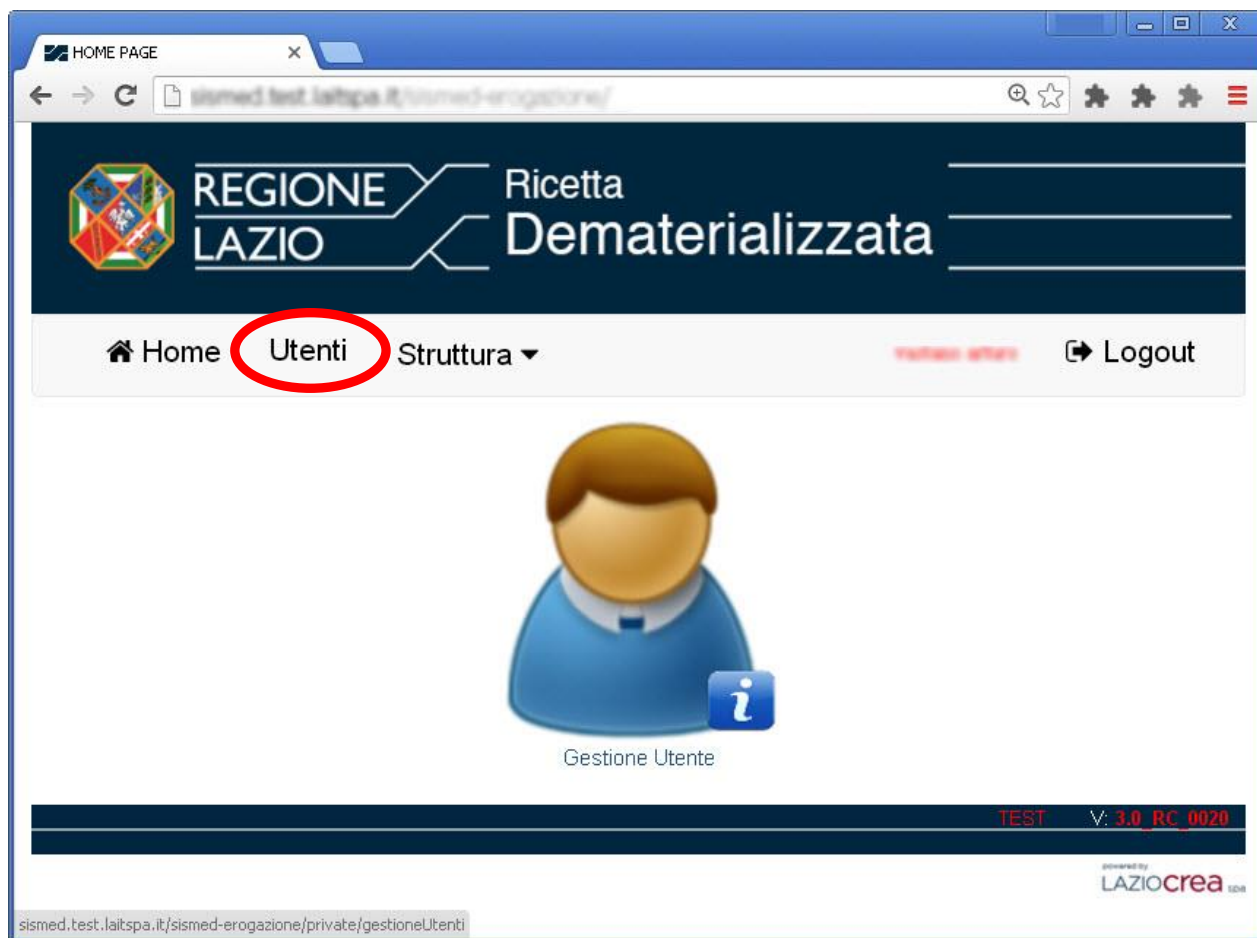 HOME PAGE
REGIONE
LAZIO
Ricetta
Dematerializzata
Home Utenti Struttura Logout
i
Gestione Utente
TEST V: 3.0_RC_0020
powered by
LAZIOcrea spa
sismed.test.laitspa.it/sismed-erogazione/private/gestioneUtenti